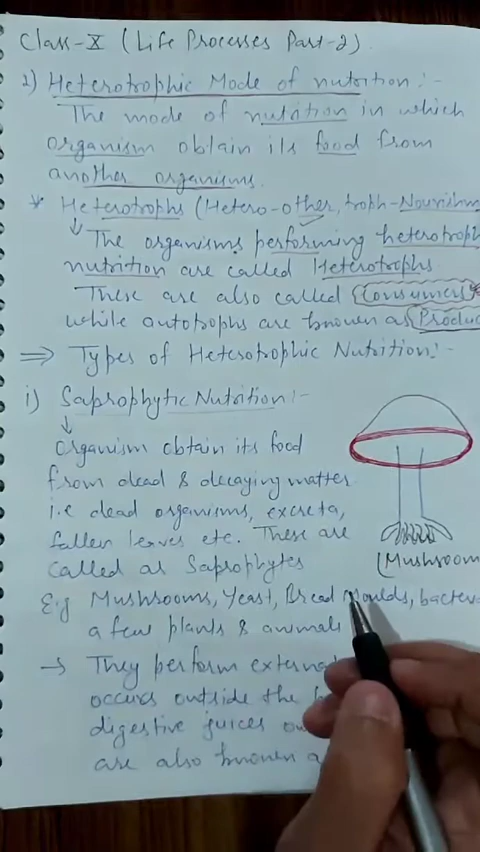 Class-X (Life Processes Part-2)
2) Heterotrophic Mode of nutrition:-
The mode of nutrition in which
organism obtain its food from
another organisms.
* Heterotrophs (Hetero-other, troph-Nourishm
The organisms performing heterotroph
nutrition are called Heterotrophs
These are also called (Consumers)
while autotrophs are known as Produc
⇒ Types of Heterotrophic Nutrition:-
i) Saprophytic Nutrition:-
Organism obtain its food
from dead & decaying matter
i.e dead organisms, excreta,
fallen leaves etc. These are
called as Saprophytes
(Mushroom
E.g Mushrooms, Yeast, Bread Moulds, bacteria
a few plants & animals
→ They perform external
occurs outside the
digestive juices
are also known a